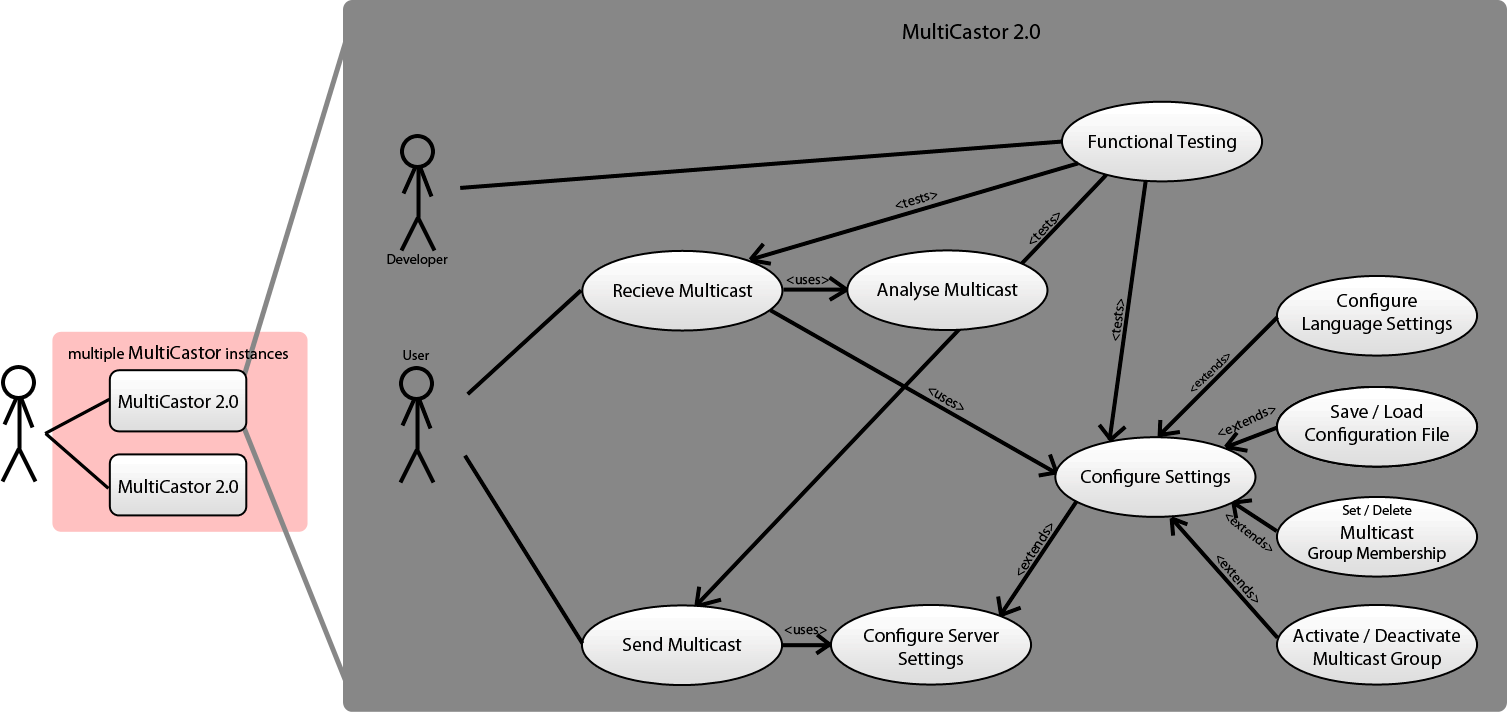 MultiCastor 2.0
Functional Testing
Developer
<tests>
<tests>
<tests>
Recieve Multicast
<uses>
Analyse Multicast
Configure
Language Settings
multiple MultiCastor instances
MultiCastor 2.0
MultiCastor 2.0
User
<uses>
<extends>
Save / Load
Configuration File
<extends>
Configure Settings
Set / Delete
Multicast
Group Membership
<extends>
<extends>
<extends>
Send Multicast
<uses>
Configure Server
Settings
Activate / Deactivate
Multicast Group